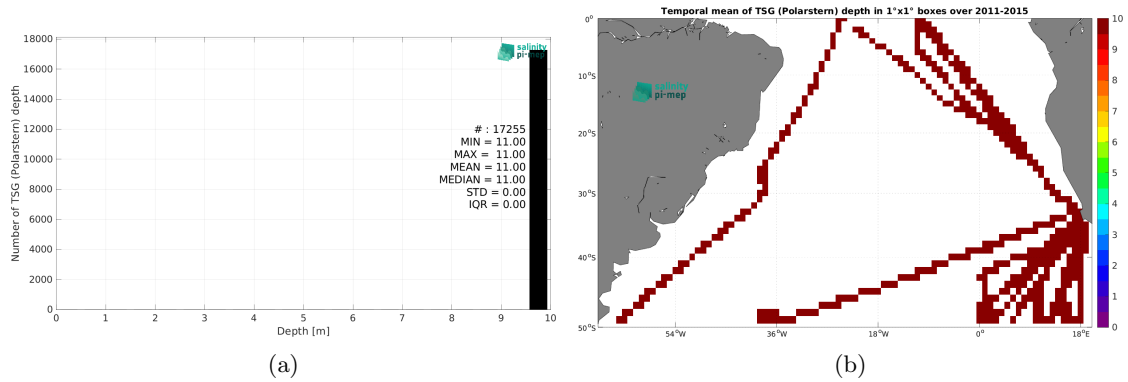 18000
16000
14000
12000
10000
8000
6000
4000
2000
0
Number of TSG (Polarstern) depth
salinity
pi-mep
# : 17255
MIN = 11.00
MAX = 11.00
MEAN = 11.00
MEDIAN = 11.00
STD = 0.00
IQR = 0.00
0 1 2 3 4 5 6 7 8 9 10
Depth [m]
(a)
Temporal mean of TSG (Polarstern) depth in 1°x1° boxes over 2011-2015
0°
10°S
20°S
30°S
40°S
50°S
salinity
pi-mep
54°W 36°W 18°W 0° 18°E
10
9
8
7
6
5
4
3
2
1
0
(b)